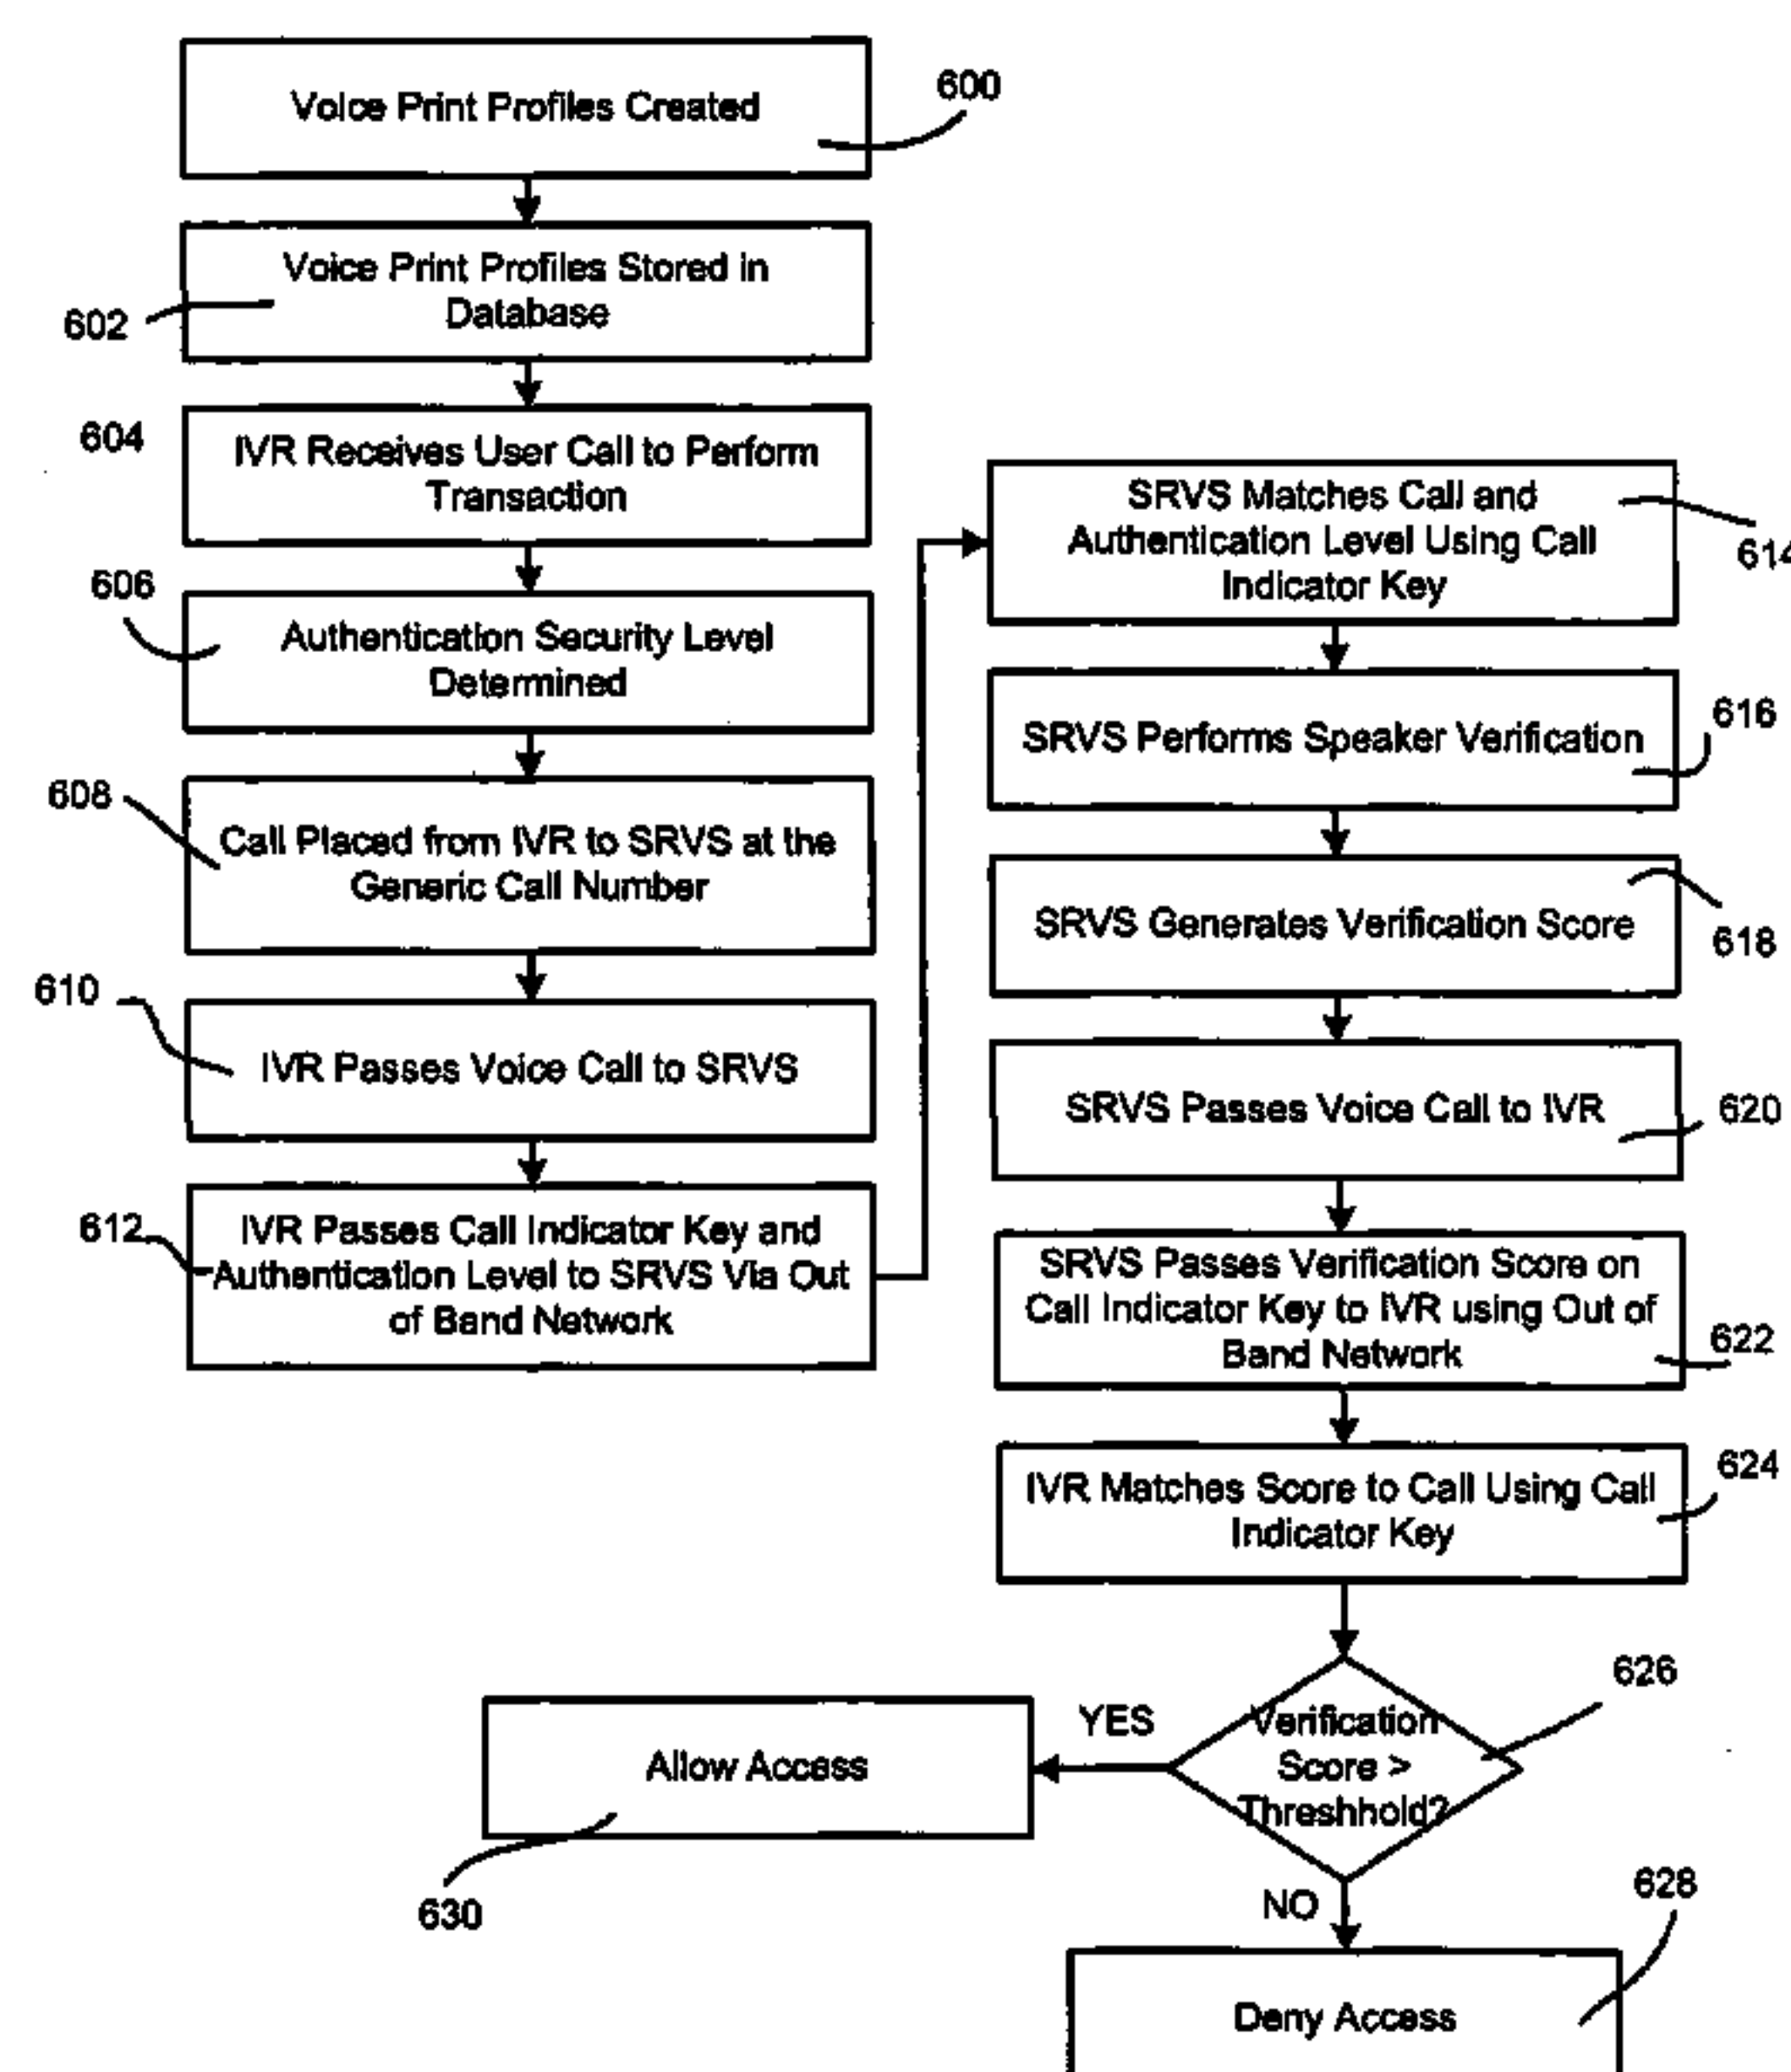 Voice Print Profiles Created
600
Voice Print Profiles Stored in
Database
602
604
IVR Receives User Call to Perform
Transaction
606
Authentication Security Level
Determined
608
Call Placed from IVR to SRVS at the
Generic Call Number
610
IVR Passes Voice Call to SRVS
612
IVR Passes Call Indicator Key and
Authentication Level to SRVS Via Out
of Band Network
SRVS Matches Call and
Authentication Level Using Call
Indicator Key
614
SRVS Performs Speaker Verification
616
SRVS Generates Verification Score
618
SRVS Passes Voice Call to IVR
620
SRVS Passes Verification Score on
Call Indicator Key to IVR using Out of
Band Network
622
IVR Matches Score to Call Using Call
Indicator Key
624
Verification
Score >
Threshhold?
626
YES
Allow Access
630
NO
Deny Access
628